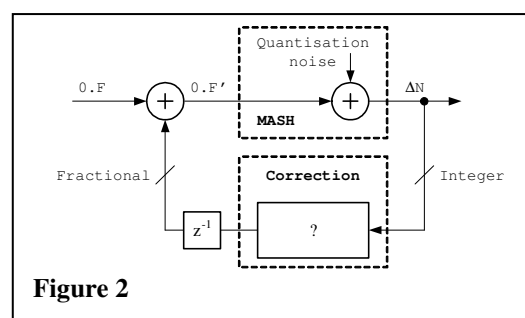 Quantisation
noise
0.F
+
0.F'
+
ΔN
MASH
Fractional
Correction
Integer
z-1
?
Figure 2